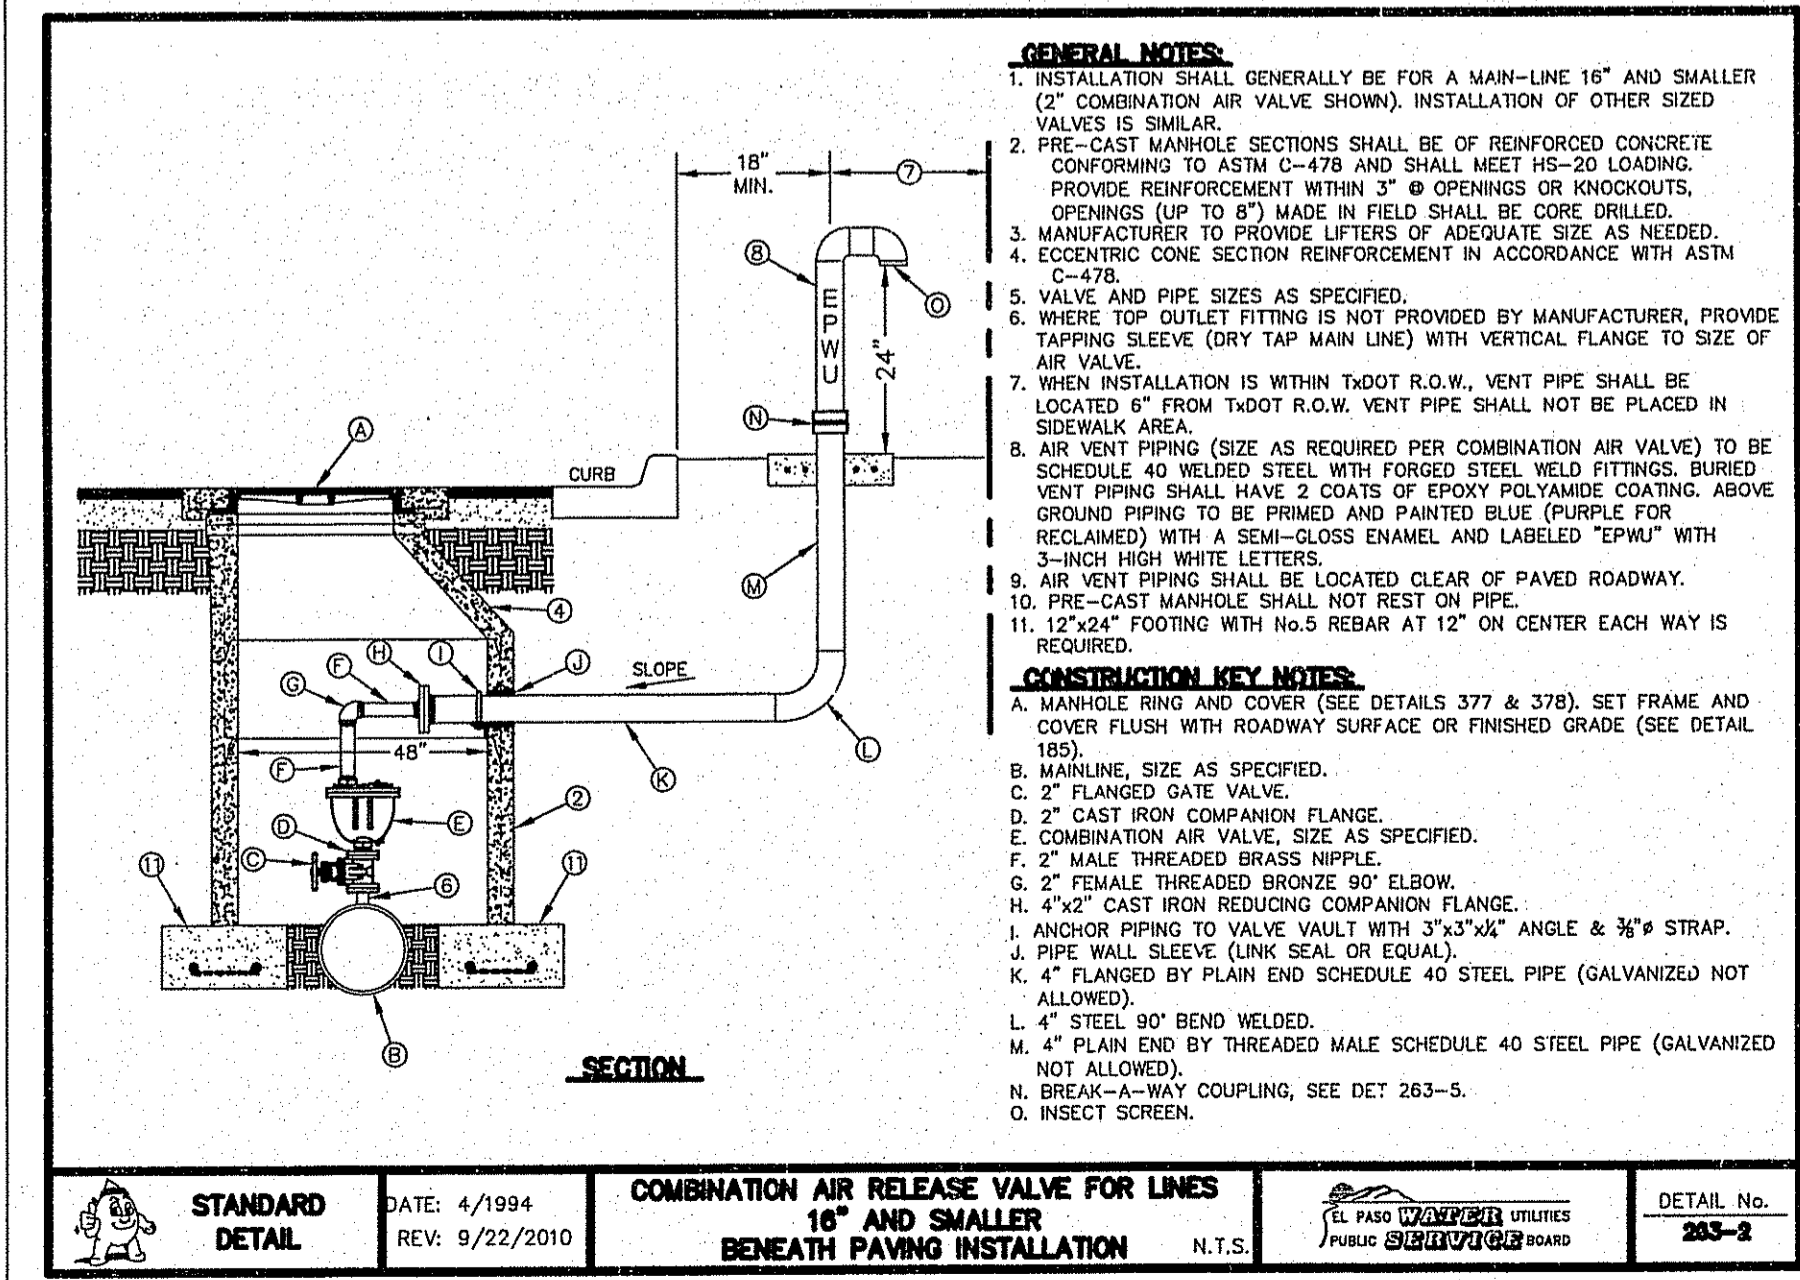 GENERAL NOTES:
1. INSTALLATION SHALL GENERALLY BE FOR A MAIN-LINE 16" AND SMALLER
(2" COMBINATION AIR VALVE SHOWN). INSTALLATION OF OTHER SIZED
VALVES IS SIMILAR.
2. PRE-CAST MANHOLE SECTIONS SHALL BE OF REINFORCED CONCRETE
CONFORMING TO ASTM C-478 AND SHALL MEET HS-20 LOADING.
PROVIDE REINFORCEMENT WITHIN 3" @ OPENINGS OR KNOCKOUTS,
OPENINGS (UP TO 8") MADE IN FIELD SHALL BE CORE DRILLED.
3. MANUFACTURER TO PROVIDE LIFTERS OF ADEQUATE SIZE AS NEEDED.
4. ECCENTRIC CONE SECTION REINFORCEMENT IN ACCORDANCE WITH ASTM
C-478.
5. VALVE AND PIPE SIZES AS SPECIFIED.
6. WHERE TOP OUTLET FITTING IS NOT PROVIDED BY MANUFACTURER, PROVIDE
TAPPING SLEEVE (DRY TAP MAIN LINE) WITH VERTICAL FLANGE TO SIZE OF
AIR VALVE.
7. WHEN INSTALLATION IS WITHIN TxDOT R.O.W., VENT PIPE SHALL BE
LOCATED 6" FROM TxDOT R.O.W. VENT PIPE SHALL NOT BE PLACED IN
SIDEWALK AREA.
8. AIR VENT PIPING (SIZE AS REQUIRED PER COMBINATION AIR VALVE) TO BE
SCHEDULE 40 WELDED STEEL WITH FORGED STEEL WELD FITTINGS. BURIED
VENT PIPING SHALL HAVE 2 COATS OF EPOXY POLYAMIDE COATING. ABOVE
GROUND PIPING TO BE PRIMED AND PAINTED BLUE (PURPLE FOR
RECLAIMED) WITH A SEMI-GLOSS ENAMEL AND LABELED "EPWU" WITH
3-INCH HIGH WHITE LETTERS.
9. AIR VENT PIPING SHALL BE LOCATED CLEAR OF PAVED ROADWAY.
10. PRE-CAST MANHOLE SHALL NOT REST ON PIPE.
11. 12"x24" FOOTING WITH No.5 REBAR AT 12" ON CENTER EACH WAY IS
REQUIRED.
CONSTRUCTION KEY NOTES:
A. MANHOLE RING AND COVER (SEE DETAILS 377 & 378). SET FRAME AND
COVER FLUSH WITH ROADWAY SURFACE OR FINISHED GRADE (SEE DETAIL
185).
B. MAINLINE, SIZE AS SPECIFIED.
C. 2" FLANGED GATE VALVE.
D. 2" CAST IRON COMPANION FLANGE.
E. COMBINATION AIR VALVE, SIZE AS SPECIFIED.
F. 2" MALE THREADED BRASS NIPPLE.
G. 2" FEMALE THREADED BRONZE 90° ELBOW.
H. 4"x2" CAST IRON REDUCING COMPANION FLANGE.
I. ANCHOR PIPING TO VALVE VAULT WITH 3"x3"x¼" ANGLE & ⅜"ø STRAP.
J. PIPE WALL SLEEVE (LINK SEAL OR EQUAL).
K. 4" FLANGED BY PLAIN END SCHEDULE 40 STEEL PIPE (GALVANIZED NOT
ALLOWED).
L. 4" STEEL 90° BEND WELDED.
M. 4" PLAIN END BY THREADED MALE SCHEDULE 40 STEEL PIPE (GALVANIZED
NOT ALLOWED).
N. BREAK-A-WAY COUPLING, SEE DET 263-5.
O. INSECT SCREEN.
18"
MIN.
7
8
O
EPWU
24"
N
A
CURB
M
4
H
I
J
F
G
SLOPE
48"
L
F
K
2
E
D
C
11
11
6
B
SECTION
STANDARD
DETAIL
DATE: 4/1994
REV: 9/22/2010
COMBINATION AIR RELEASE VALVE FOR LINES
16" AND SMALLER
BENEATH PAVING INSTALLATION
N.T.S.
EL PASO WATER UTILITIES
PUBLIC SERVICE BOARD
DETAIL No.
263-2